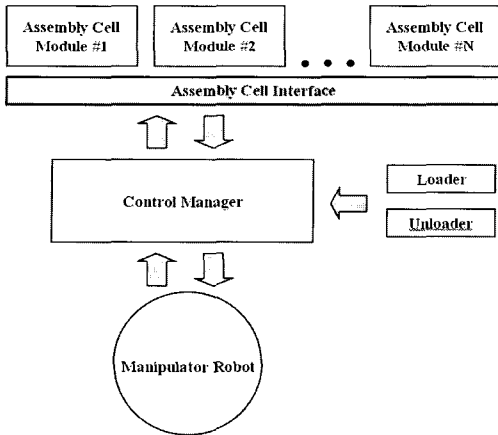 Assembly Cell
Module #1
Assembly Cell
Module #2
Assembly Cell
Module #N
Assembly Cell Interface
Control Manager
Loader
Unloader
Manipulator Robot